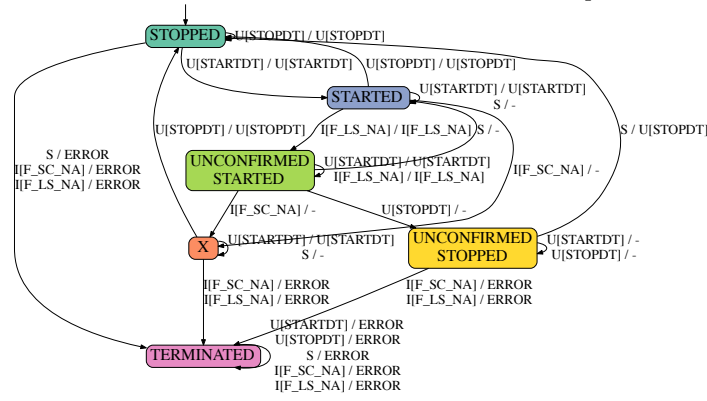 STOPPED
U[STOPDT] / U[STOPDT]
U[STARTDT] / U[STARTDT]
U[STOPDT] / U[STOPDT]
STARTED
U[STARTDT] / U[STARTDT]
S / -
U[STOPDT] / U[STOPDT]
I[F_LS_NA] / I[F_LS_NA]
S / -
S / U[STOPDT]
S / ERROR
I[F_SC_NA] / ERROR
I[F_LS_NA] / ERROR
UNCONFIRMED
STARTED
U[STARTDT] / U[STARTDT]
I[F_LS_NA] / I[F_LS_NA]
I[F_SC_NA] / -
I[F_SC_NA] / -
U[STOPDT] / -
X
U[STARTDT] / U[STARTDT]
S / -
UNCONFIRMED
STOPPED
U[STARTDT] / -
U[STOPDT] / -
I[F_SC_NA] / ERROR
I[F_LS_NA] / ERROR
I[F_SC_NA] / ERROR
I[F_LS_NA] / ERROR
TERMINATED
U[STARTDT] / ERROR
U[STOPDT] / ERROR
S / ERROR
I[F_SC_NA] / ERROR
I[F_LS_NA] / ERROR